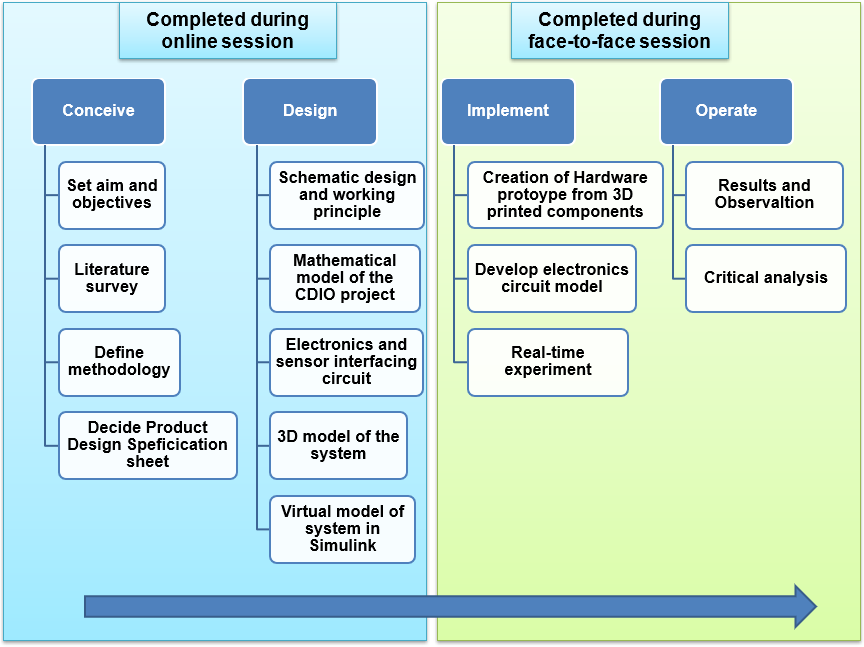 Completed during
online session
Completed during
face-to-face session
Conceive
Set aim and
objectives
Literature
survey
Define
methodology
Decide Product
Design Speficication
sheet
Design
Schematic design
and working
principle
Mathematical
model of the
CDIO project
Electronics and
sensor interfacing
circuit
3D model of the
system
Virtual model of
system in
Simulink
Implement
Creation of Hardware
protoype from 3D
printed components
Develop electronics
circuit model
Real-time
experiment
Operate
Results and
Observaltion
Critical analysis